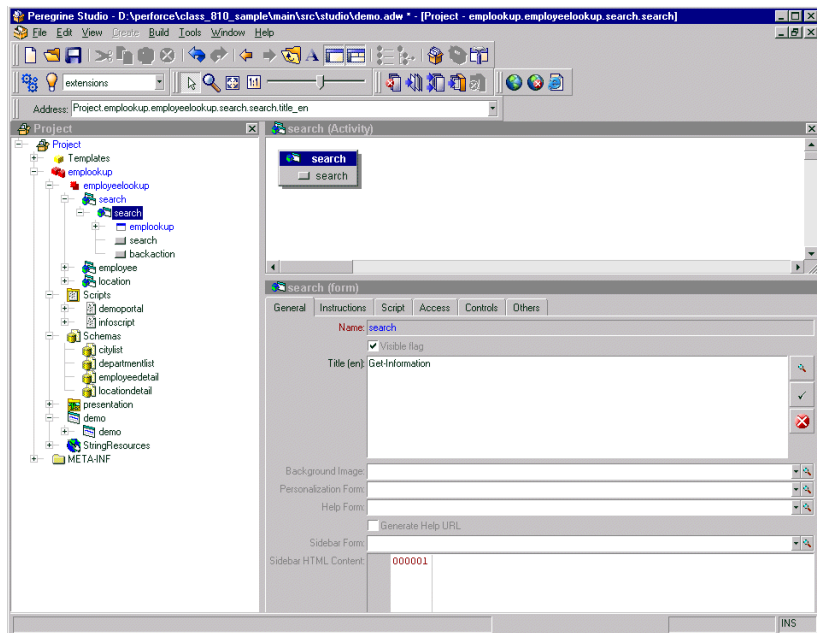 Peregrine Studio - D:\perforce\class_810_sample\main\src\studio\demo.adw * - [Project - emplookup.employeelookup.search.search]
File Edit View Create Build Tools Window Help
extensions
Address: Project.emplookup.employeelookup.search.search.title_en
Project
Project
Templates
emplookup
employeelookup
search
search
emplookup
search
backaction
employee
location
Scripts
demoportal
infoscript
Schemas
citylist
departmentlist
employeedetail
locationdetail
presentation
demo
demo
StringResources
META-INF
search (Activity)
search
search
search (form)
General Instructions Script Access Controls Others
Name: search
Visible flag
Title (en): Get-Information
Background Image:
Personalization Form:
Help Form:
Generate Help URL
Sidebar Form:
Sidebar HTML Content: 000001
INS